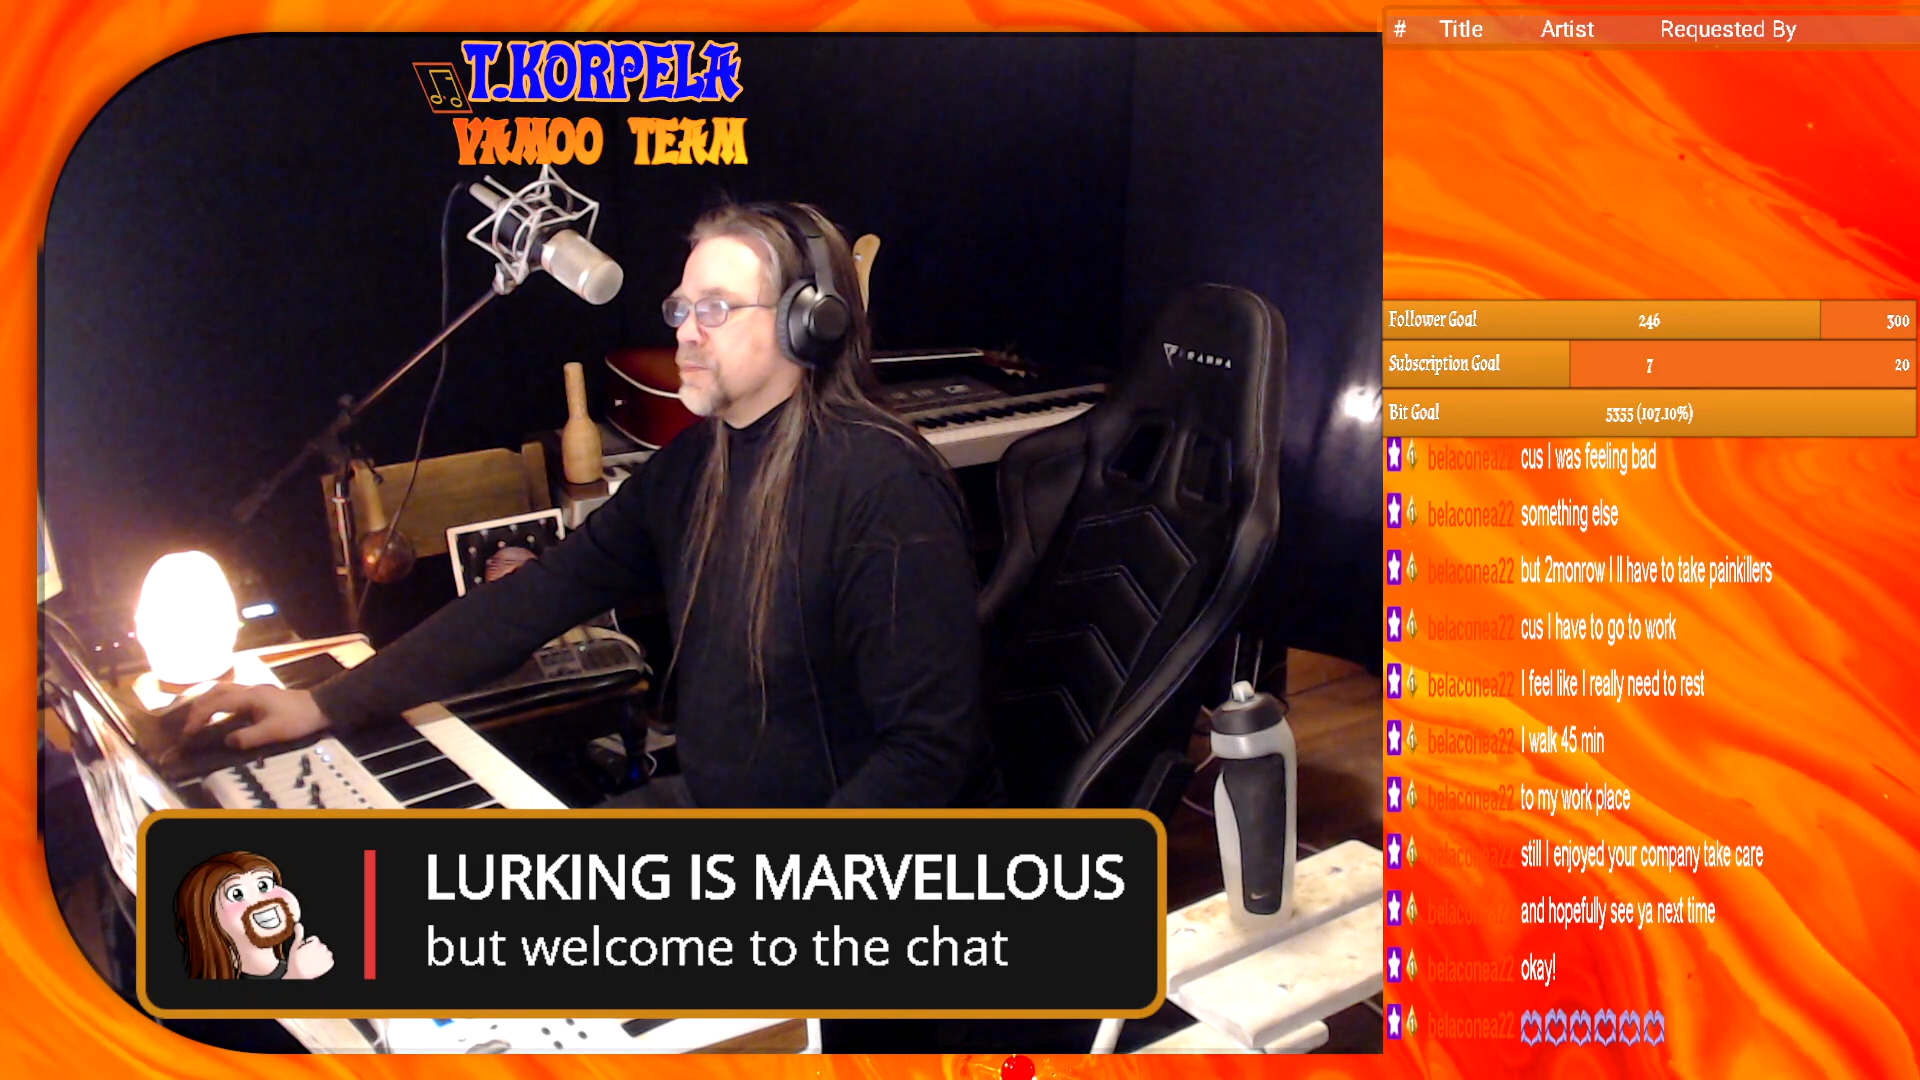 # Title Artist Requested By
T.KORPELA
VAMOO TEAM
PIRANHA
Follower Goal 246 300
Subscription Goal 7 20
Bit Goal 5355 (107.10%)
belaconea22 cus I was feeling bad
belaconea22 something else
belaconea22 but 2monrow I ll have to take painkillers
belaconea22 cus I have to go to work
belaconea22 I feel like I really need to rest
belaconea22 I walk 45 min
belaconea22 to my work place
belaconea22 still I enjoyed your company take care
belaconea22 and hopefully see ya next time
belaconea22 okay!
belaconea22
LURKING IS MARVELLOUS
but welcome to the chat